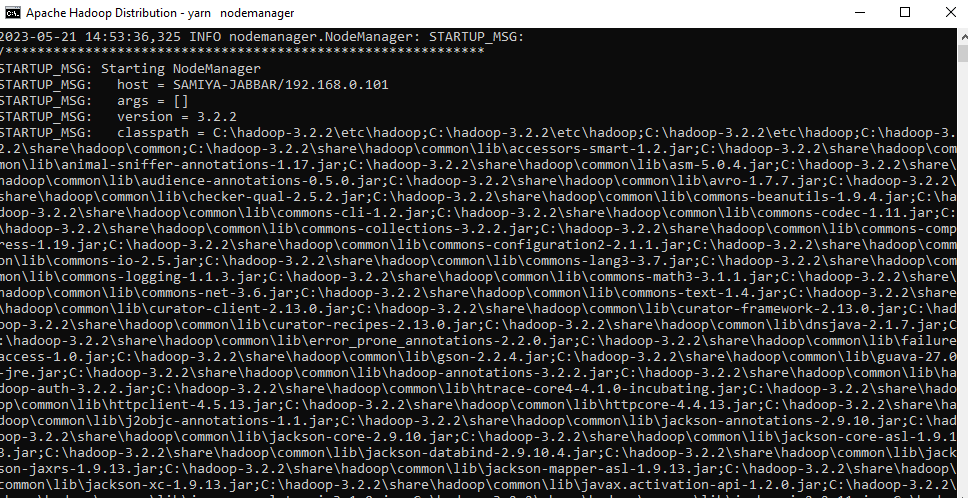 Apache Hadoop Distribution - yarn nodemanager
2023-05-21 14:53:36,325 INFO nodemanager.NodeManager: STARTUP_MSG:
/************************************************************
STARTUP_MSG: Starting NodeManager
STARTUP_MSG:   host = SAMIYA-JABBAR/192.168.0.101
STARTUP_MSG:   args = []
STARTUP_MSG:   version = 3.2.2
STARTUP_MSG:   classpath = C:\hadoop-3.2.2\etc\hadoop;C:\hadoop-3.2.2\etc\hadoop;C:\hadoop-3.2.2\etc\hadoop;C:\hadoop-3.
2.2\share\hadoop\common;C:\hadoop-3.2.2\share\hadoop\common\lib\accessors-smart-1.2.jar;C:\hadoop-3.2.2\share\hadoop\com
mon\lib\animal-sniffer-annotations-1.17.jar;C:\hadoop-3.2.2\share\hadoop\common\lib\asm-5.0.4.jar;C:\hadoop-3.2.2\share\
hadoop\common\lib\audience-annotations-0.5.0.jar;C:\hadoop-3.2.2\share\hadoop\common\lib\avro-1.7.7.jar;C:\hadoop-3.2.2\
share\hadoop\common\lib\checker-qual-2.5.2.jar;C:\hadoop-3.2.2\share\hadoop\common\lib\commons-beanutils-1.9.4.jar;C:\ha
doop-3.2.2\share\hadoop\common\lib\commons-cli-1.2.jar;C:\hadoop-3.2.2\share\hadoop\common\lib\commons-codec-1.11.jar;C:
\hadoop-3.2.2\share\hadoop\common\lib\commons-collections-3.2.2.jar;C:\hadoop-3.2.2\share\hadoop\common\lib\commons-comp
ress-1.19.jar;C:\hadoop-3.2.2\share\hadoop\common\lib\commons-configuration2-2.1.1.jar;C:\hadoop-3.2.2\share\hadoop\comm
on\lib\commons-io-2.5.jar;C:\hadoop-3.2.2\share\hadoop\common\lib\commons-lang3-3.7.jar;C:\hadoop-3.2.2\share\hadoop\com
mon\lib\commons-logging-1.1.3.jar;C:\hadoop-3.2.2\share\hadoop\common\lib\commons-math3-3.1.1.jar;C:\hadoop-3.2.2\share\
hadoop\common\lib\commons-net-3.6.jar;C:\hadoop-3.2.2\share\hadoop\common\lib\commons-text-1.4.jar;C:\hadoop-3.2.2\share
\hadoop\common\lib\curator-client-2.13.0.jar;C:\hadoop-3.2.2\share\hadoop\common\lib\curator-framework-2.13.0.jar;C:\had
oop-3.2.2\share\hadoop\common\lib\curator-recipes-2.13.0.jar;C:\hadoop-3.2.2\share\hadoop\common\lib\dnsjava-2.1.7.jar;C
:\hadoop-3.2.2\share\hadoop\common\lib\error_prone_annotations-2.2.0.jar;C:\hadoop-3.2.2\share\hadoop\common\lib\failure
access-1.0.jar;C:\hadoop-3.2.2\share\hadoop\common\lib\gson-2.2.4.jar;C:\hadoop-3.2.2\share\hadoop\common\lib\guava-27.0
-jre.jar;C:\hadoop-3.2.2\share\hadoop\common\lib\hadoop-annotations-3.2.2.jar;C:\hadoop-3.2.2\share\hadoop\common\lib\ha
doop-auth-3.2.2.jar;C:\hadoop-3.2.2\share\hadoop\common\lib\htrace-core4-4.1.0-incubating.jar;C:\hadoop-3.2.2\share\hado
op\common\lib\httpclient-4.5.13.jar;C:\hadoop-3.2.2\share\hadoop\common\lib\httpcore-4.4.13.jar;C:\hadoop-3.2.2\share\ha
doop\common\lib\j2objc-annotations-1.1.jar;C:\hadoop-3.2.2\share\hadoop\common\lib\jackson-annotations-2.9.10.jar;C:\had
oop-3.2.2\share\hadoop\common\lib\jackson-core-2.9.10.jar;C:\hadoop-3.2.2\share\hadoop\common\lib\jackson-core-asl-1.9.1
3.jar;C:\hadoop-3.2.2\share\hadoop\common\lib\jackson-databind-2.9.10.4.jar;C:\hadoop-3.2.2\share\hadoop\common\lib\jack
son-jaxrs-1.9.13.jar;C:\hadoop-3.2.2\share\hadoop\common\lib\jackson-mapper-asl-1.9.13.jar;C:\hadoop-3.2.2\share\hadoop\
common\lib\jackson-xc-1.9.13.jar;C:\hadoop-3.2.2\share\hadoop\common\lib\javax.activation-api-1.2.0.jar;C:\hadoop-3.2.2\